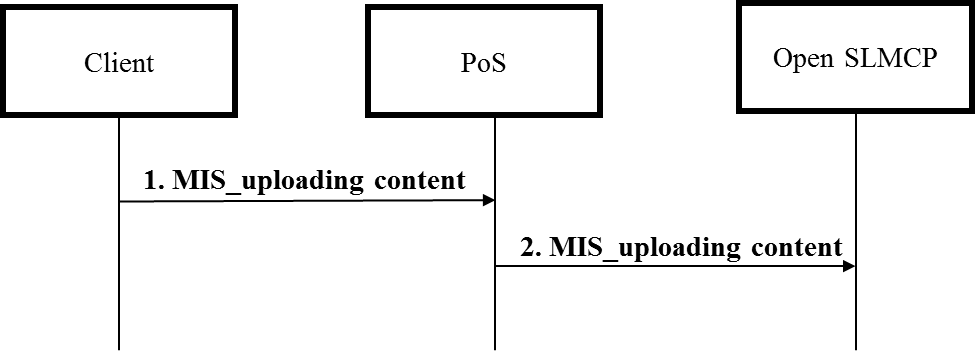 Client
PoS
Open SLMCP
1. MIS_uploading content
2. MIS_uploading content